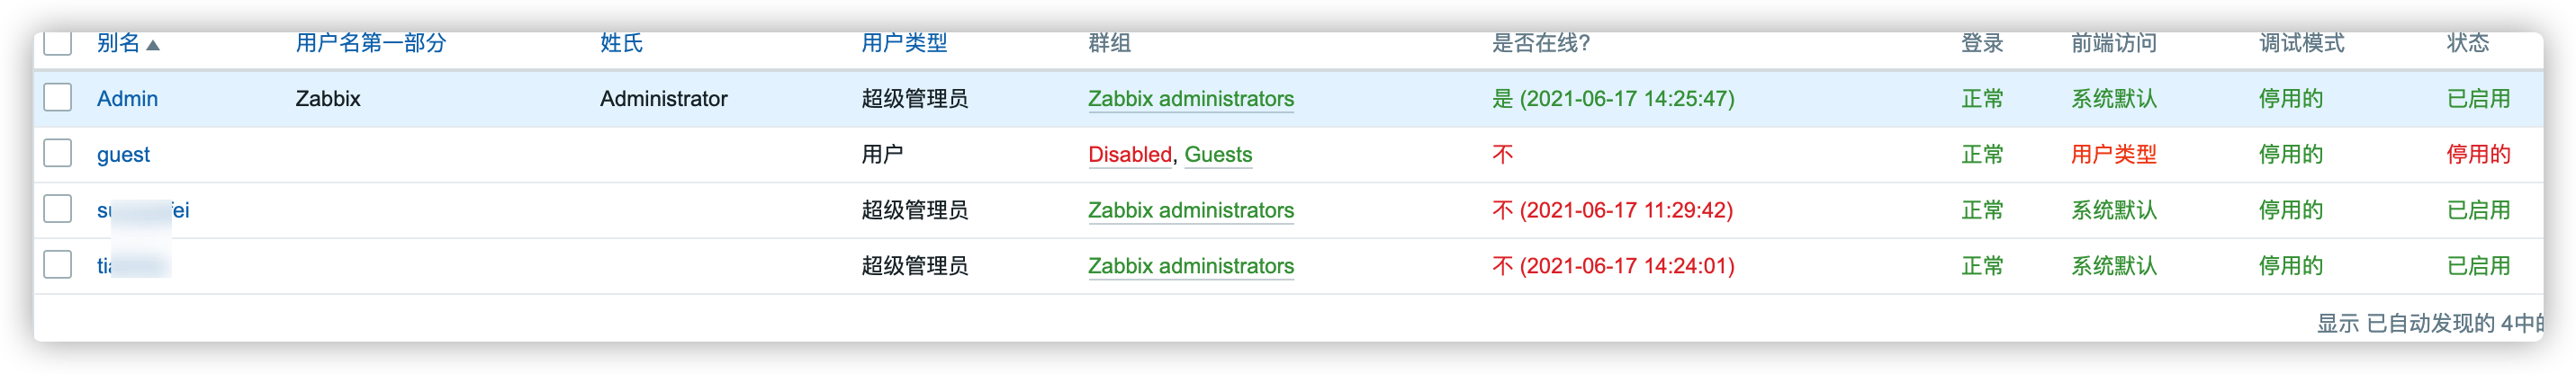 别名▲ 用户名第一部分 姓氏 用户类型 群组 是否在线? 登录 前端访问 调试模式 状态
Admin Zabbix Administrator 超级管理员 Zabbix administrators 是 (2021-06-17 14:25:47) 正常 系统默认 停用的 已启用
guest 用户 Disabled, Guests 不 正常 用户类型 停用的 停用的
超级管理员 Zabbix administrators 不 (2021-06-17 11:29:42) 正常 系统默认 停用的 已启用
超级管理员 Zabbix administrators 不 (2021-06-17 14:24:01) 正常 系统默认 停用的 已启用
显示 已自动发现的 4中